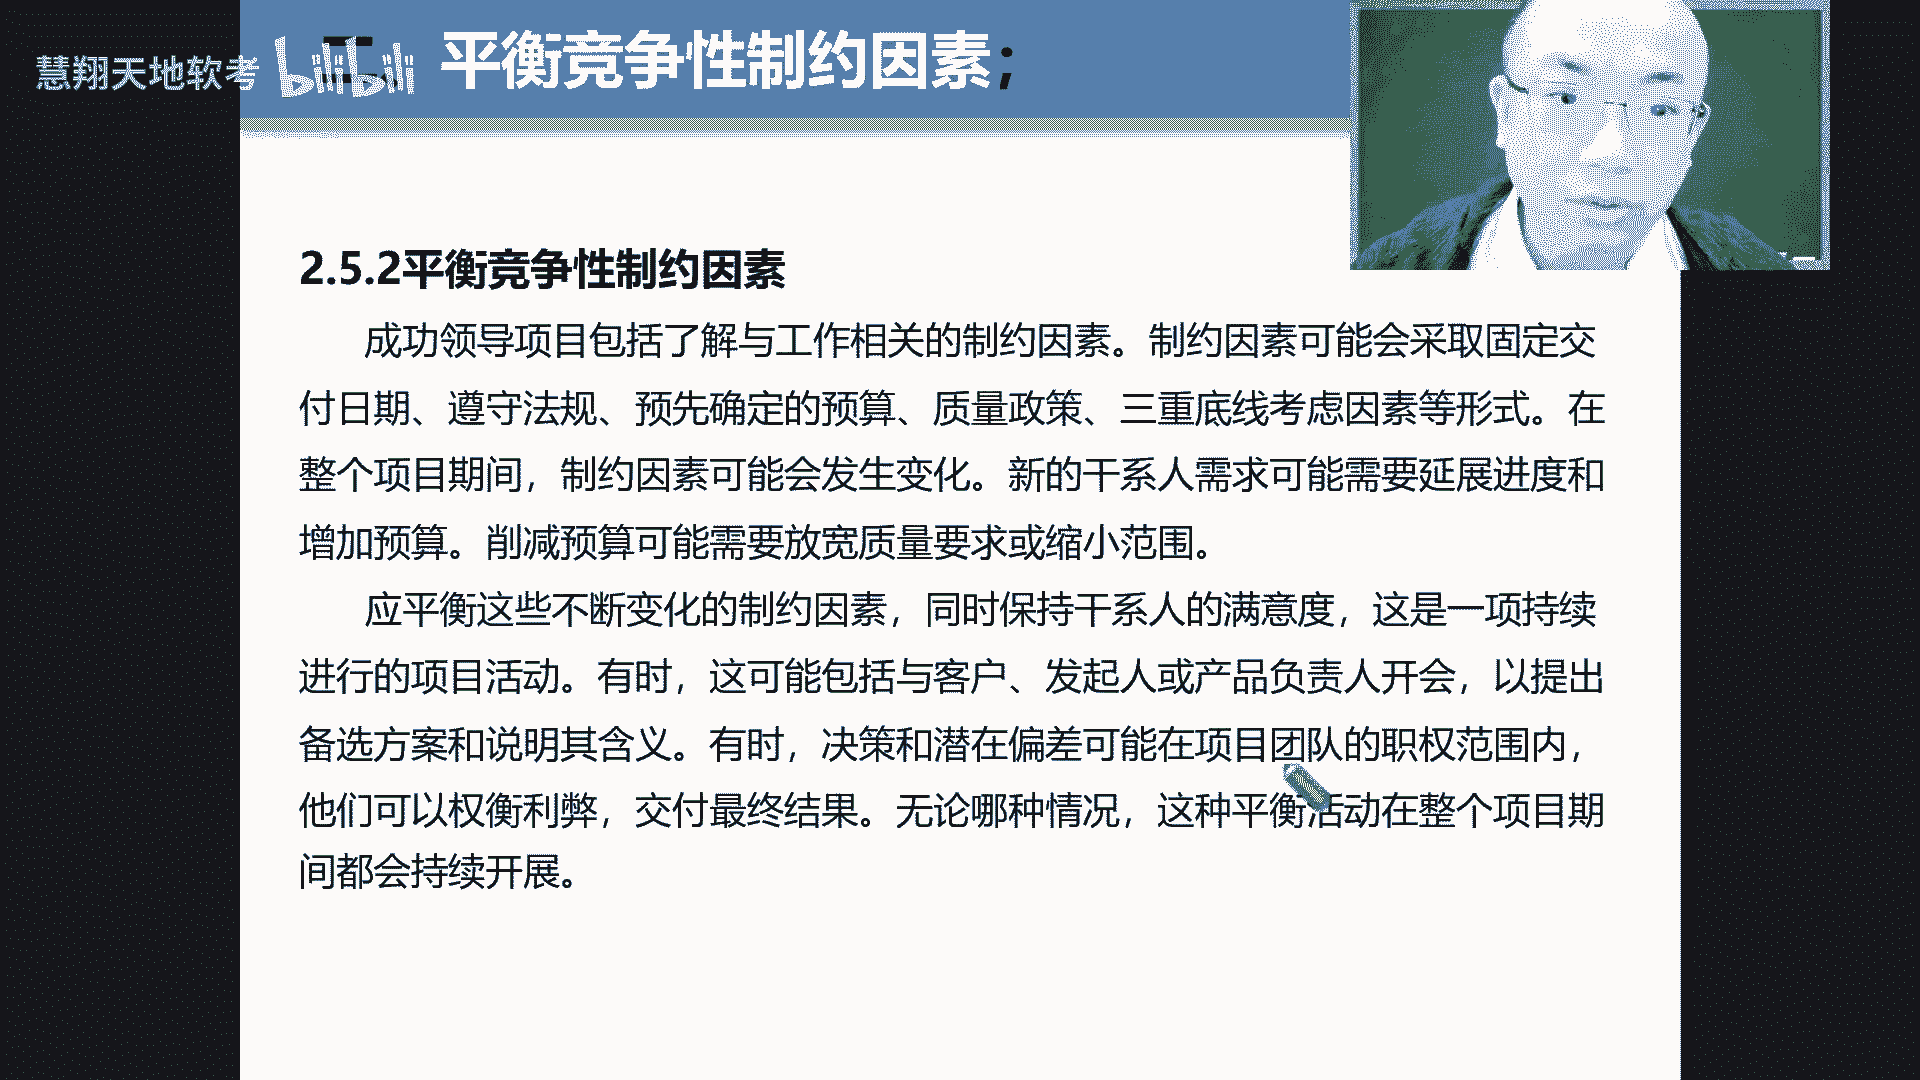 慧翔天地软考
bilibili
平衡竞争性制约因素;
2.5.2平衡竞争性制约因素
成功领导项目包括了解与工作相关的制约因素。制约因素可能会采取固定交
付日期、遵守法规、预先确定的预算、质量政策、三重底线考虑因素等形式。在
整个项目期间，制约因素可能会发生变化。新的干系人需求可能需要延展进度和
增加预算。削减预算可能需要放宽质量要求或缩小范围。
应平衡这些不断变化的制约因素，同时保持干系人的满意度，这是一项持续
进行的项目活动。有时，这可能包括与客户、发起人或产品负责人开会，以提出
备选方案和说明其含义。有时，决策和潜在偏差可能在项目团队的职权范围内，
他们可以权衡利弊，交付最终结果。无论哪种情况，这种平衡活动在整个项目期
间都会持续开展。